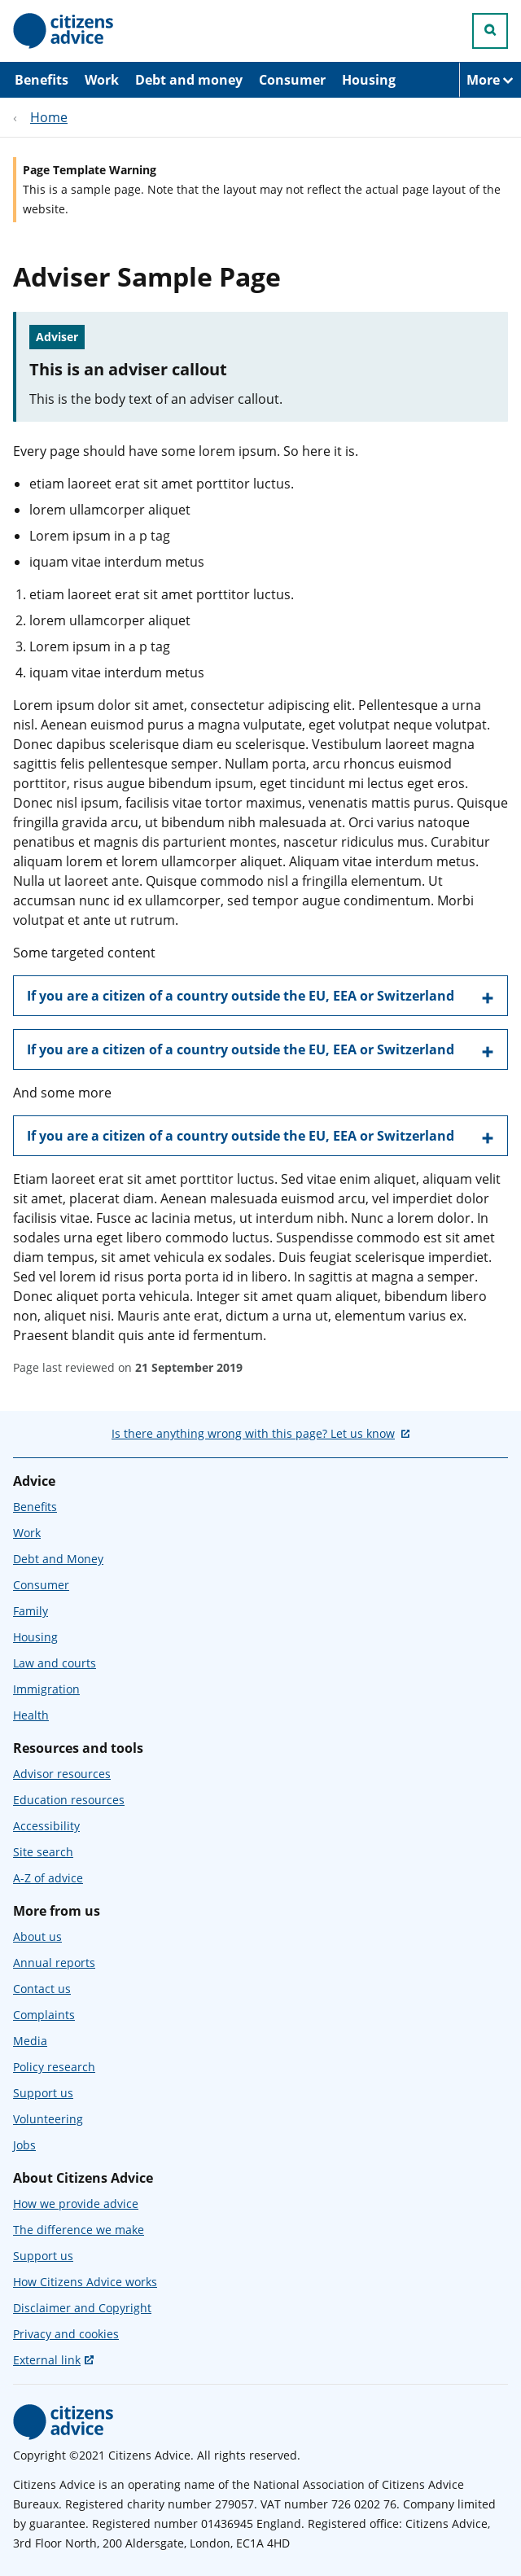 citizens
advice
Benefits Work Debt and money Consumer Housing More
‹ Home
Page Template Warning
This is a sample page. Note that the layout may not reflect the actual page layout of the
website.
Adviser Sample Page
Adviser
This is an adviser callout
This is the body text of an adviser callout.
Every page should have some lorem ipsum. So here it is.
• etiam laoreet erat sit amet porttitor luctus.
• lorem ullamcorper aliquet
• Lorem ipsum in a p tag
• iquam vitae interdum metus
1. etiam laoreet erat sit amet porttitor luctus.
2. lorem ullamcorper aliquet
3. Lorem ipsum in a p tag
4. iquam vitae interdum metus
Lorem ipsum dolor sit amet, consectetur adipiscing elit. Pellentesque a urna
nisl. Aenean euismod purus a magna vulputate, eget volutpat neque volutpat.
Donec dapibus scelerisque diam eu scelerisque. Vestibulum laoreet magna
sagittis felis pellentesque semper. Nullam porta, arcu rhoncus euismod
porttitor, risus augue bibendum ipsum, eget tincidunt mi lectus eget eros.
Donec nisl ipsum, facilisis vitae tortor maximus, venenatis mattis purus. Quisque
fringilla gravida arcu, ut bibendum nibh malesuada at. Orci varius natoque
penatibus et magnis dis parturient montes, nascetur ridiculus mus. Curabitur
aliquam lorem et lorem ullamcorper aliquet. Aliquam vitae interdum metus.
Nulla ut laoreet ante. Quisque commodo nisl a fringilla elementum. Ut
accumsan nunc id ex ullamcorper, sed tempor augue condimentum. Morbi
volutpat et ante ut rutrum.
Some targeted content
If you are a citizen of a country outside the EU, EEA or Switzerland
If you are a citizen of a country outside the EU, EEA or Switzerland
And some more
If you are a citizen of a country outside the EU, EEA or Switzerland
Etiam laoreet erat sit amet porttitor luctus. Sed vitae enim aliquet, aliquam velit
sit amet, placerat diam. Aenean malesuada euismod arcu, vel imperdiet dolor
facilisis vitae. Fusce ac lacinia metus, ut interdum nibh. Nunc a lorem dolor. In
sodales urna eget libero commodo luctus. Suspendisse commodo est sit amet
diam tempus, sit amet vehicula ex sodales. Duis feugiat scelerisque imperdiet.
Sed vel lorem id risus porta porta id in libero. In sagittis at magna a semper.
Donec aliquet porta vehicula. Integer sit amet quam aliquet, bibendum libero
non, aliquet nisi. Mauris ante erat, dictum a urna ut, elementum varius ex.
Praesent blandit quis ante id fermentum.
Page last reviewed on 21 September 2019
Is there anything wrong with this page? Let us know
Advice
Benefits
Work
Debt and Money
Consumer
Family
Housing
Law and courts
Immigration
Health
Resources and tools
Advisor resources
Education resources
Accessibility
Site search
A-Z of advice
More from us
About us
Annual reports
Contact us
Complaints
Media
Policy research
Support us
Volunteering
Jobs
About Citizens Advice
How we provide advice
The difference we make
Support us
How Citizens Advice works
Disclaimer and Copyright
Privacy and cookies
External link
citizens
advice
Copyright ©2021 Citizens Advice. All rights reserved.
Citizens Advice is an operating name of the National Association of Citizens Advice
Bureaux. Registered charity number 279057. VAT number 726 0202 76. Company limited
by guarantee. Registered number 01436945 England. Registered office: Citizens Advice,
3rd Floor North, 200 Aldersgate, London, EC1A 4HD